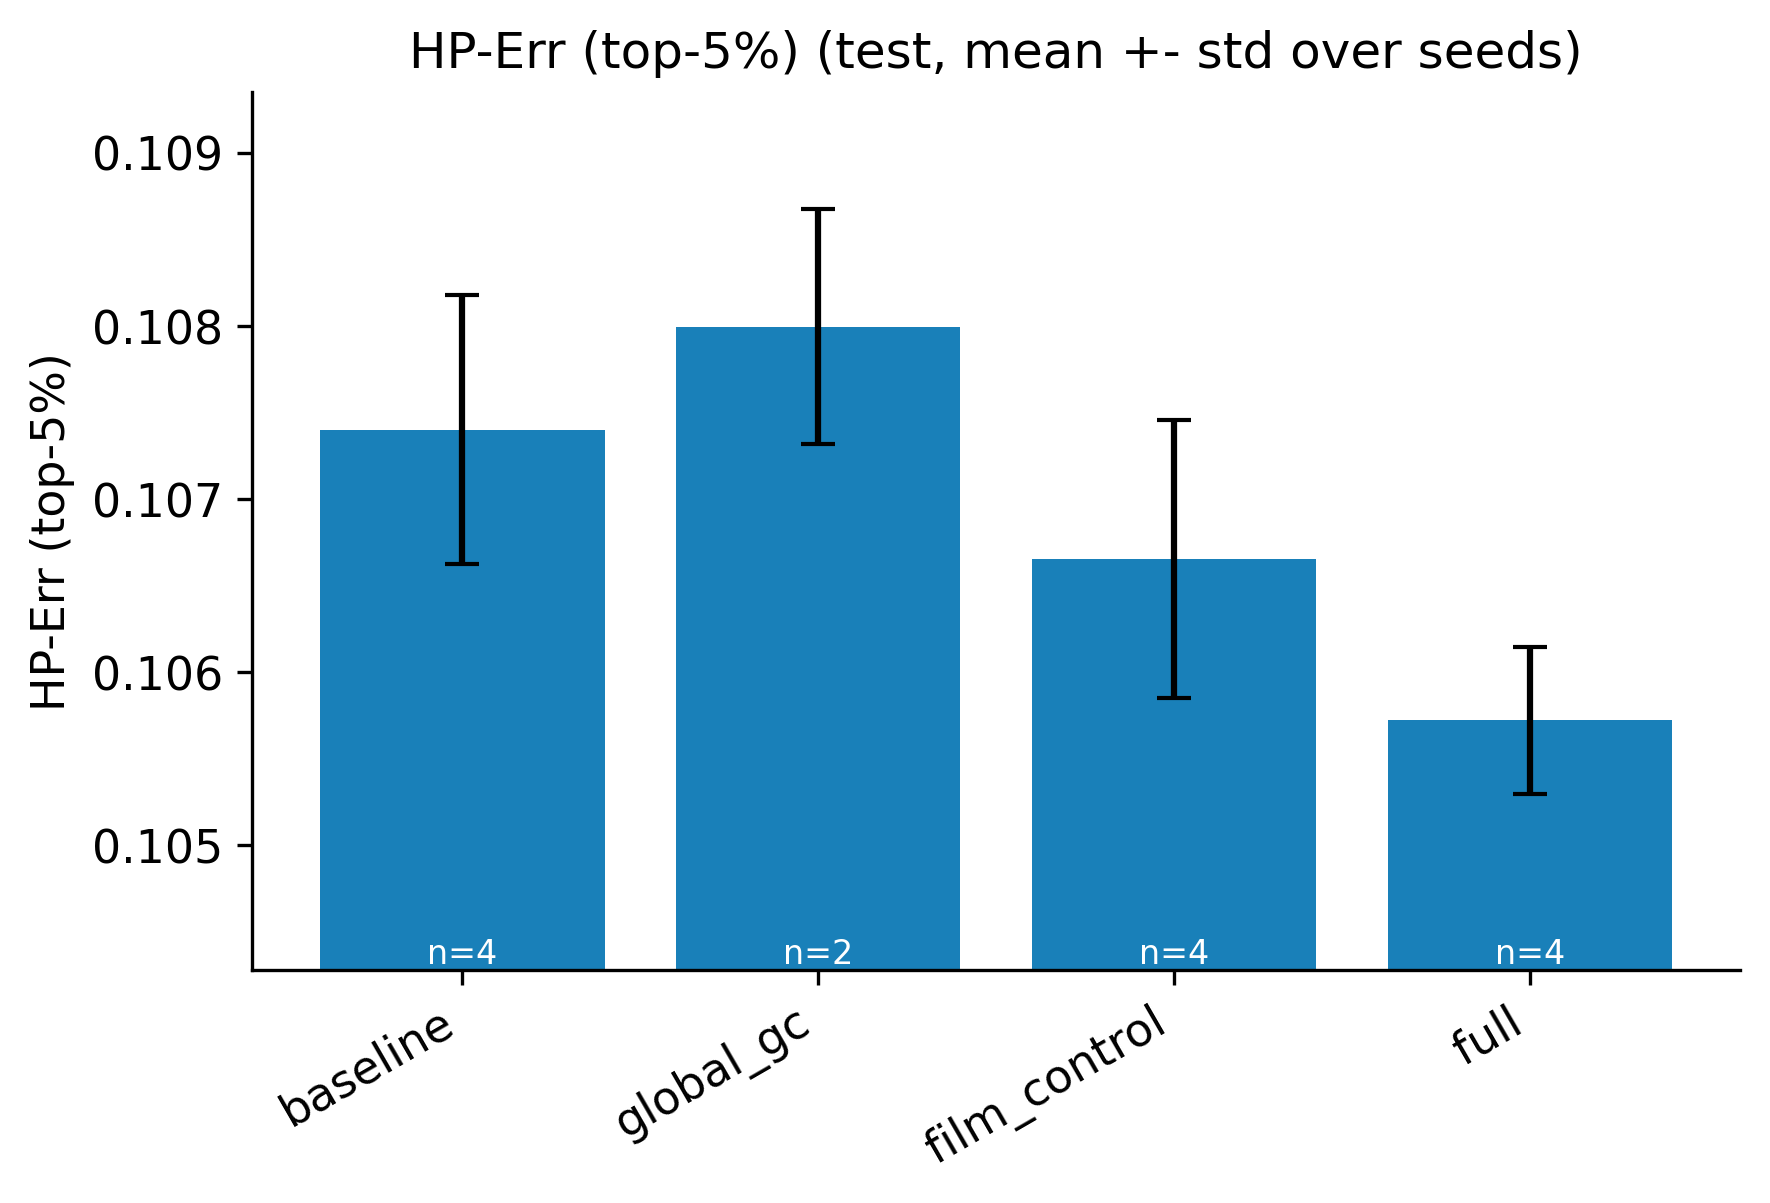 HP-Err (top-5%) (test, mean +- std over seeds)
HP-Err (top-5%)
0.109
0.108
0.107
0.106
0.105
n=4
n=2
n=4
n=4
baseline
global_gc
film_control
full